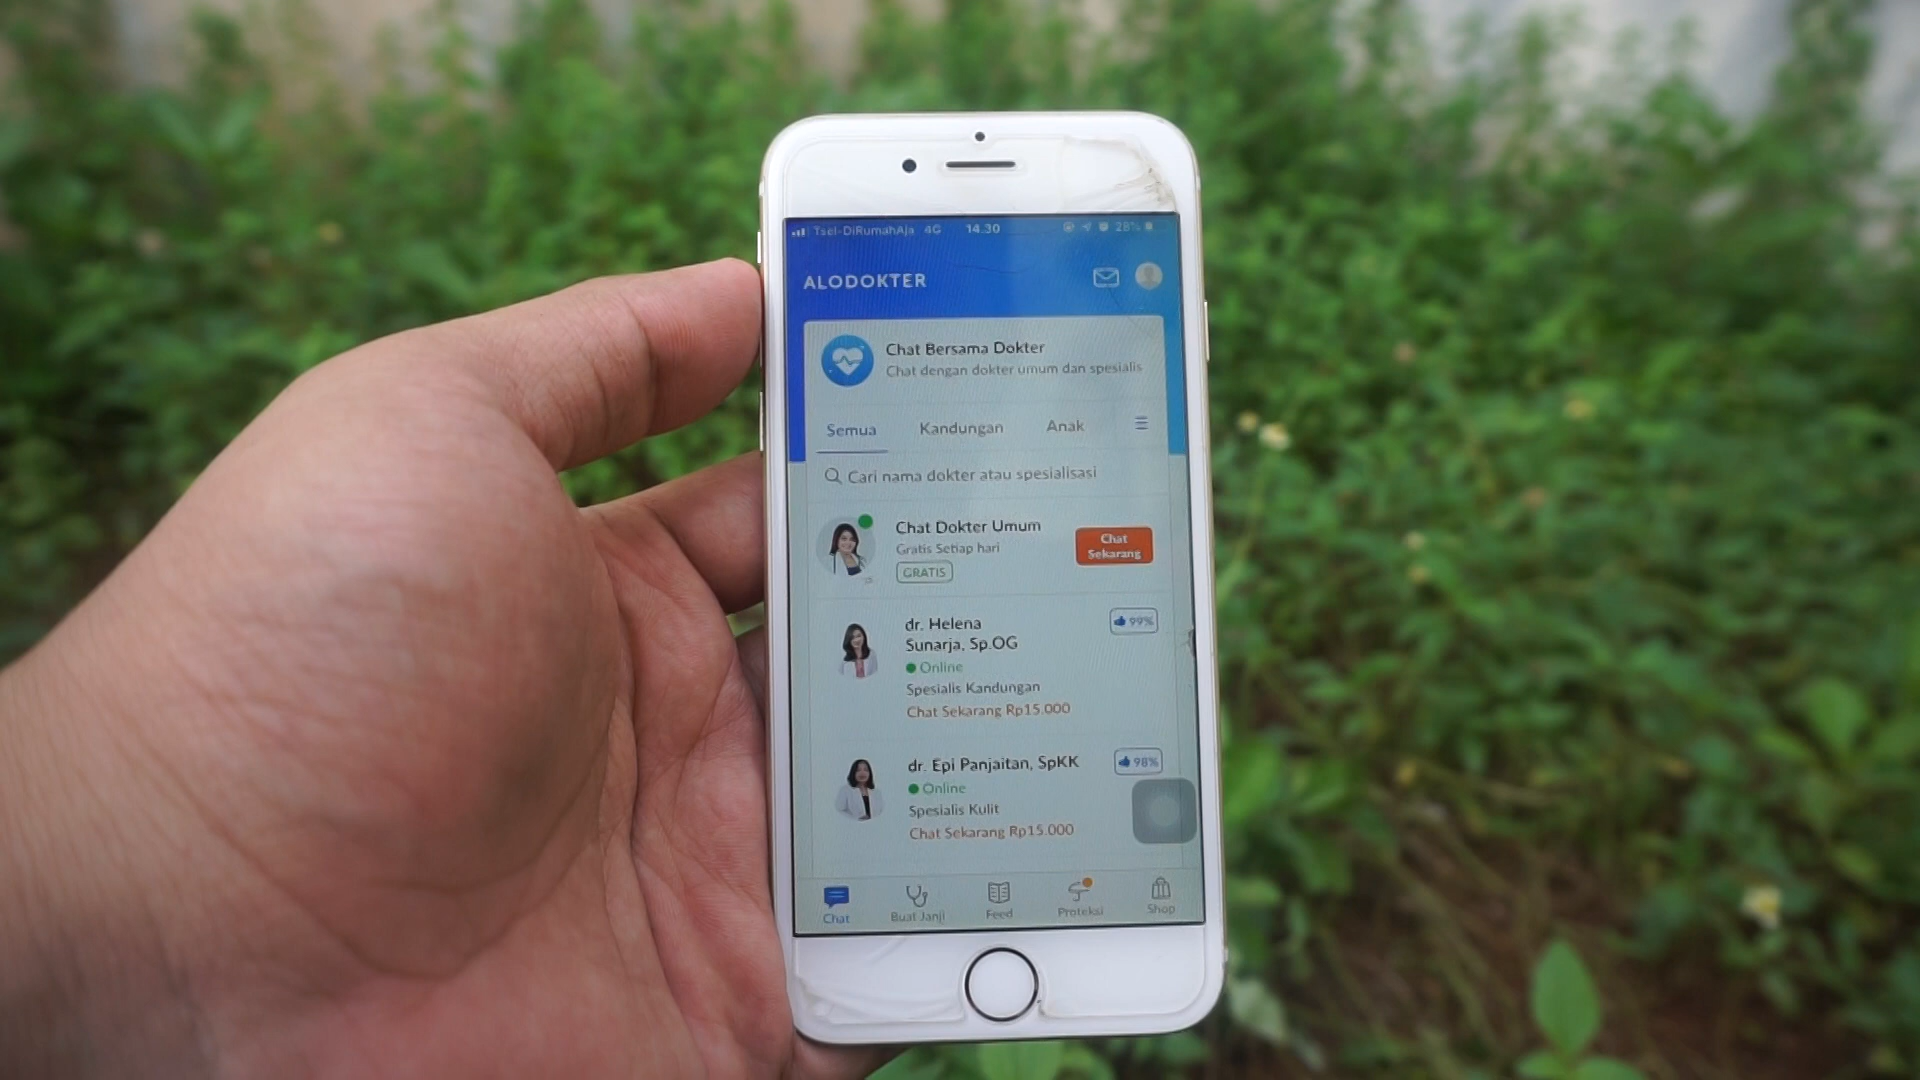 Tsel-DiRumahAja 4G 14.30 28%
ALODOKTER
Chat Bersama Dokter
Chat dengan dokter umum dan spesialis
Semua Kandungan Anak
Cari nama dokter atau spesialisasi
Chat Dokter Umum
Gratis Setiap hari
GRATIS
Chat
Sekarang
dr. Helena
Sunarja, Sp.OG
99%
Online
Spesialis Kandungan
Chat Sekarang Rp15.000
dr. Epi Panjaitan, SpKK
98%
Online
Spesialis Kulit
Chat Sekarang Rp15.000
Chat Buat Janji Feed Proteksi Shop